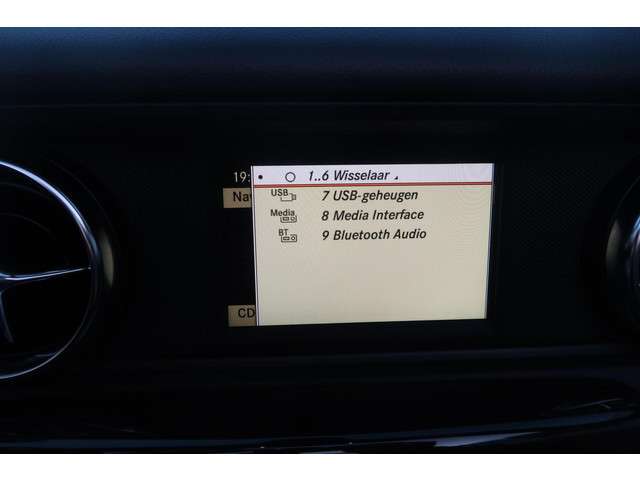 19:
1..6 Wisselaar
Nav
USB 7 USB-geheugen
Media 8 Media Interface
BT 9 Bluetooth Audio
CD